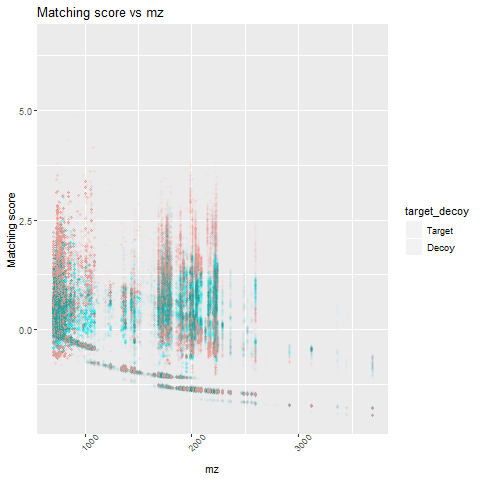 Matching score vs mz
5.0
2.5
0.0
Matching score
1000
2000
3000
mz
target_decoy
Target
Decoy